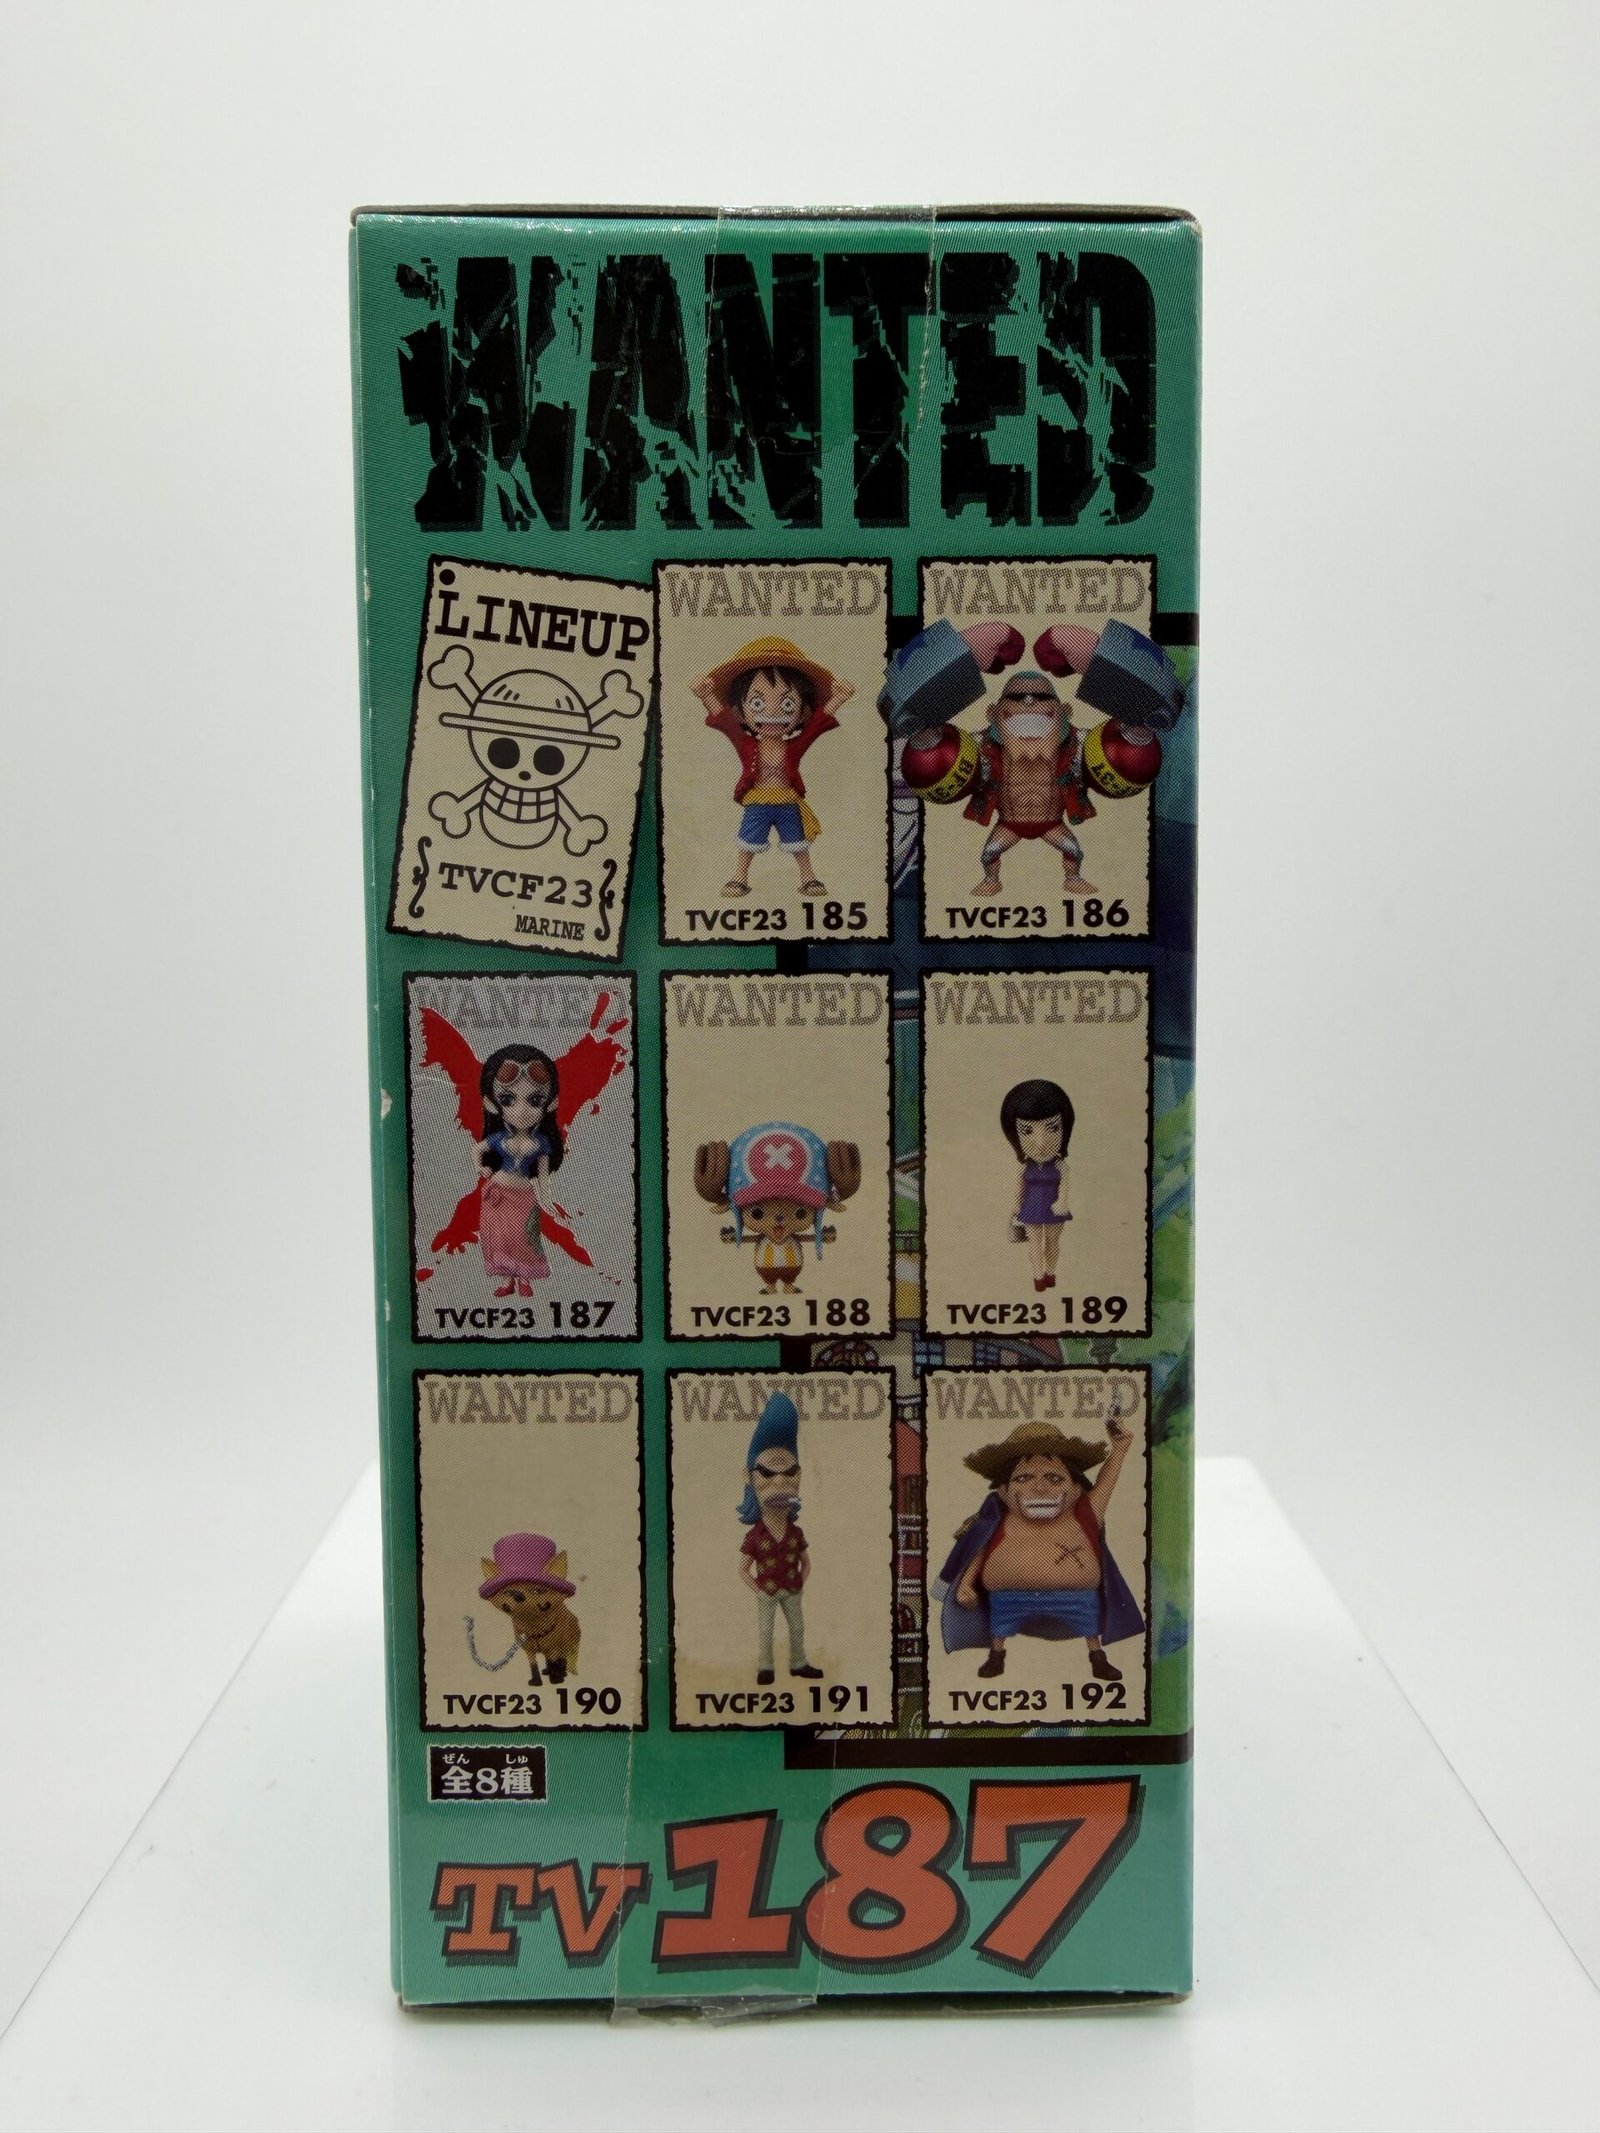 WANTED
LINEUP
TVCF23
MARINE
WANTED
TVCF23 185
WANTED
TVCF23 186
WANTED
TVCF23 187
WANTED
TVCF23 188
WANTED
TVCF23 189
WANTED
TVCF23 190
WANTED
TVCF23 191
WANTED
TVCF23 192
ぜん しゅ
全8種
TV187